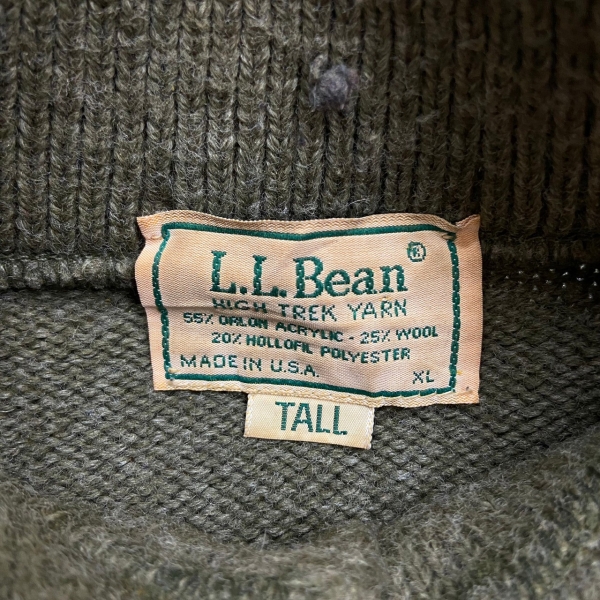 L.L.Bean®
HIGH TREK YARN
55% ORLON ACRYLIC - 25% WOOL
20% HOLLOFIL POLYESTER
MADE IN U.S.A. XL
TALL